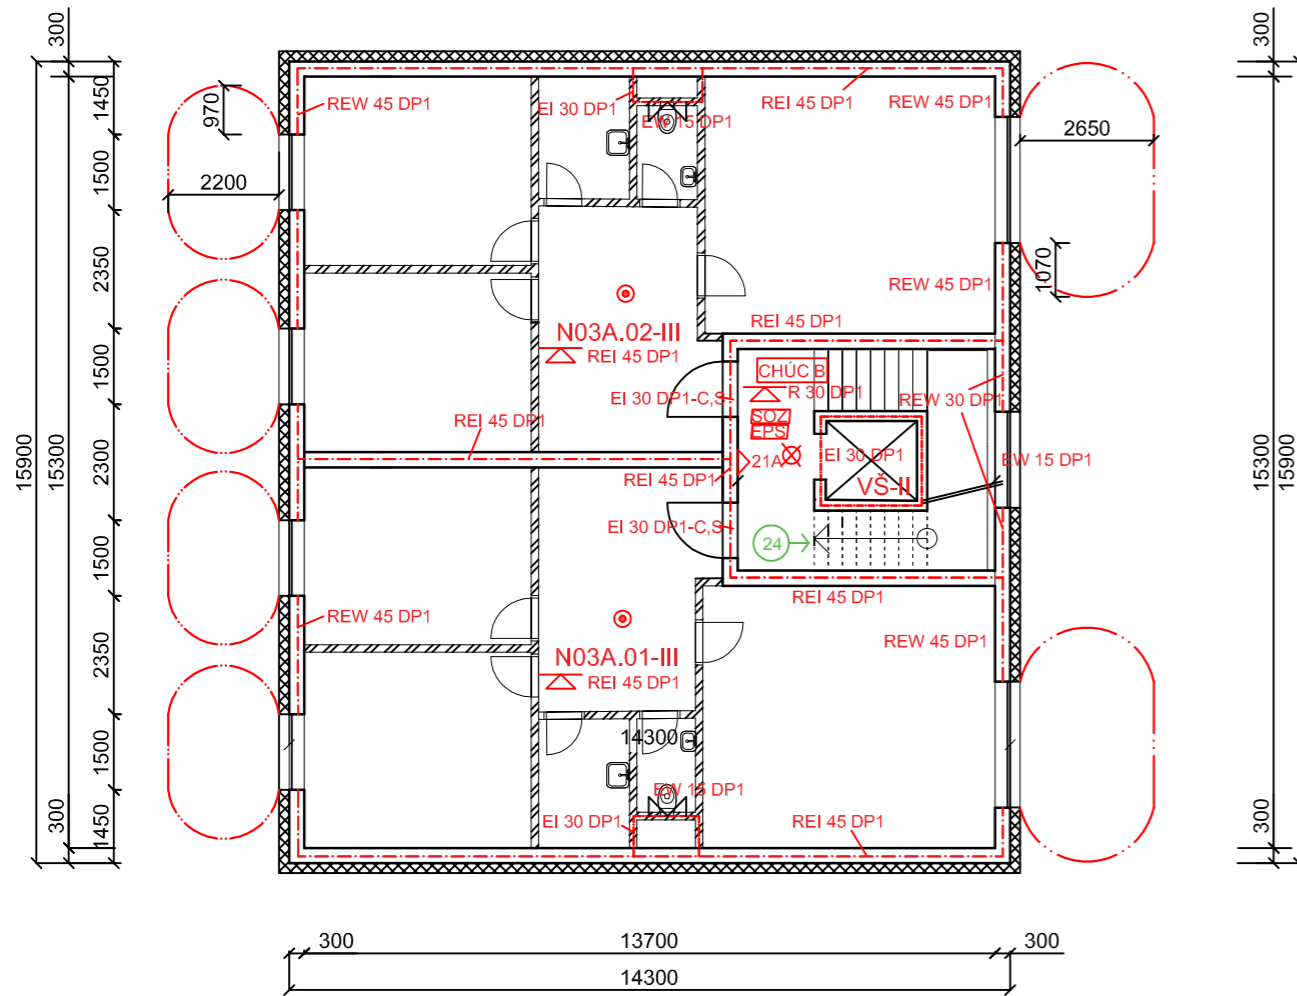 300
300
1450
970
2200
1500
2350
1500
2300
1500
2350
1500
1450
15900
15300
300
REW 45 DP1
EI 30 DP1
EW 15 DP1
REI 45 DP1
REW 45 DP1
2650
1070
REW 45 DP1
REI 45 DP1
N03A.02-III
REI 45 DP1
CHÚC B
R 30 DP1
EI 30 DP1-C,S
REW 30 DP1
SOZ
EPS
REI 45 DP1
21A
EI 30 DP1
EW 15 DP1
REI 45 DP1
VŠ-II
EI 30 DP1-C,S
24
REI 45 DP1
REW 45 DP1
REW 45 DP1
N03A.01-III
REI 45 DP1
14300
EW 15 DP1
EI 30 DP1
REI 45 DP1
15300
15900
300
300
13700
300
14300